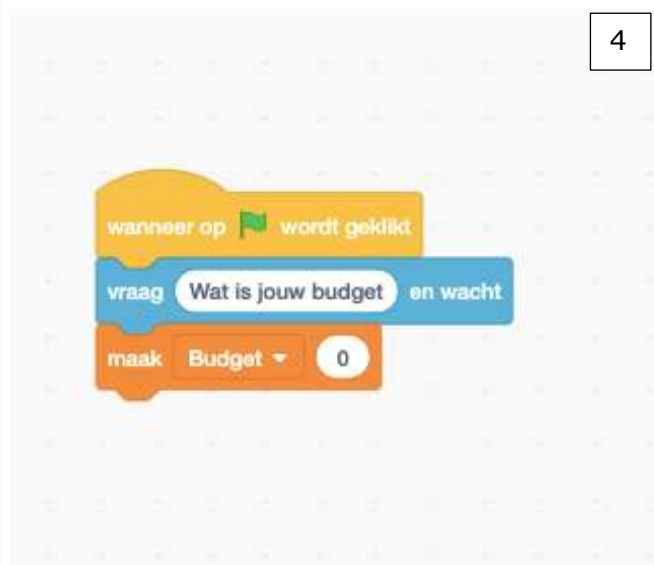 4
wanneer op wordt geklikt
vraag Wat is jouw budget en wacht
maak Budget 0